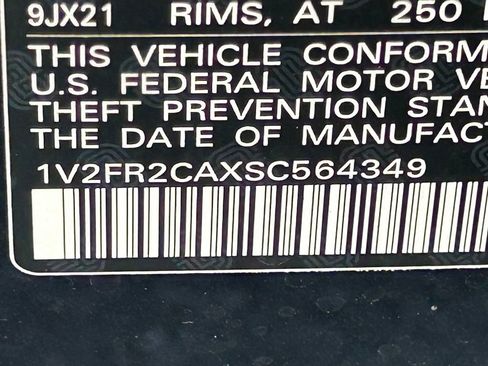 9JX21 RIMS, AT 250
THIS VEHICLE CONFORM
U.S. FEDERAL MOTOR VE
THEFT PREVENTION STAN
THE DATE OF MANUFACT
1V2FR2CAXSC564349